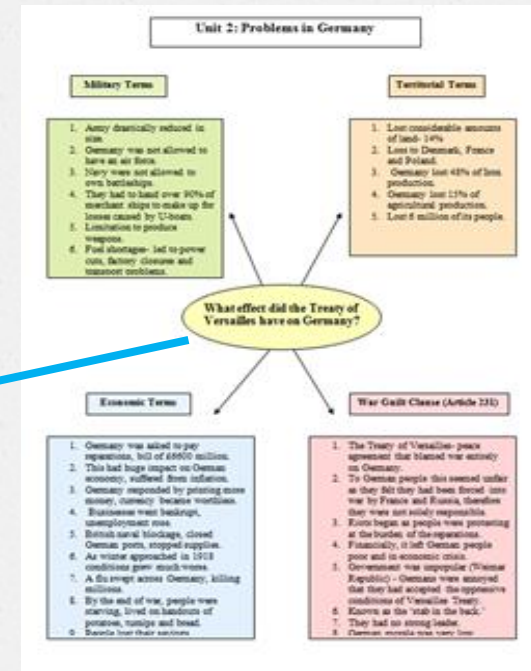 Unit 2: Problems in Germany
Military Terms
1. Army drastically reduced in
size.
2. Germany was not allowed to
have an air force.
3. Navy were not allowed to
own battleships.
4. They had to hand over 90% of
merchant ships to make up for
losses caused by U-boats.
5. Limitation to produce
weapons.
6. Fuel shortages- led to power
cuts, factory closures and
transport problems.
Territorial Terms
1. Lost considerable amounts
of land- 14%
2. Lost to Denmark, France
and Poland.
3. Germany lost 48% of Iron
production.
4. Germany lost 15% of
agricultural production.
5. Lost 6 million of its people.
What effect did the Treaty of
Versailles have on Germany?
Economic Terms
1. Germany was asked to pay
reparations, bill of £6600 million.
2. This had huge impact on German
economy, suffered from inflation.
3. Germany responded by printing more
money, currency became worthless.
4. Businesses went bankrupt,
unemployment rose.
5. British naval blockage, closed
German ports, stopped supplies.
6. As winter approached in 1918
conditions grew much worse.
7. A flu swept across Germany, killing
millions.
8. By the end of war, people were
starving, lived on handouts of
potatoes, turnips and bread.
9. People lost their savings
War Guilt Clause (Article 231)
1. The Treaty of Versailles- peace
agreement that blamed war entirely
on Germany.
2. To German people this seemed unfair
as they felt they had been forced into
war by France and Russia, therefore
they were not solely responsible.
3. Riots began as people were protesting
at the burden of the reparations.
4. Financially, it left German people
poor and in economic crisis.
5. Government was unpopular (Weimar
Republic) - Germans were annoyed
that they had accepted the oppressive
conditions of Versailles Treaty.
6. Known as the 'stab in the back.'
7. They had no strong leader.
8. German morale was very low